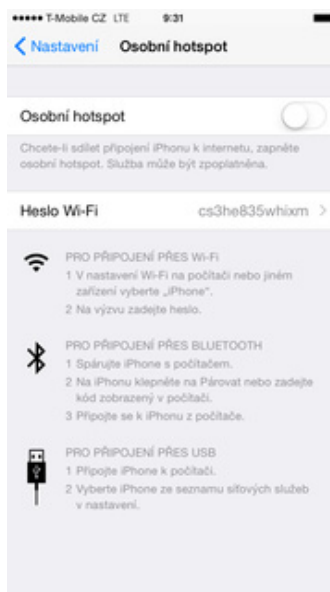 T-Mobile CZ LTE 9:31
Nastavení Osobní hotspot
Osobní hotspot
Chcete-li sdílet připojení iPhonu k internetu, zapněte
osobní hotspot. Služba může být zpoplatněna.
Heslo Wi-Fi cs3he835whixm
PRO PŘIPOJENÍ PŘES Wi-Fi
1 V nastavení Wi-Fi na počítači nebo jiném
zařízení vyberte „iPhone“.
2 Na výzvu zadejte heslo.
PRO PŘIPOJENÍ PŘES BLUETOOTH
1 Spárujte iPhone s počítačem.
2 Na iPhonu klepněte na Párovat nebo zadejte
kód zobrazený v počítači.
3 Připojte se k iPhonu z počítače.
PRO PŘIPOJENÍ PŘES USB
1 Připojte iPhone k počítači.
2 Vyberte iPhone ze seznamu síťových služeb
v nastavení.